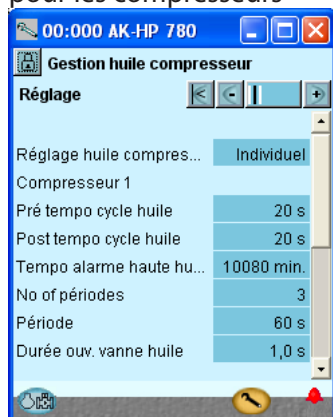 pour les compresseurs
00:000 AK-HP 780
Gestion huile compresseur
Réglage
Réglage huile compres... Individuel
Compresseur 1
Pré tempo cycle huile 20 s
Post tempo cycle huile 20 s
Tempo alarme haute hu... 10080 min.
No of périodes 3
Période 60 s
Durée ouv. vanne huile 1,0 s